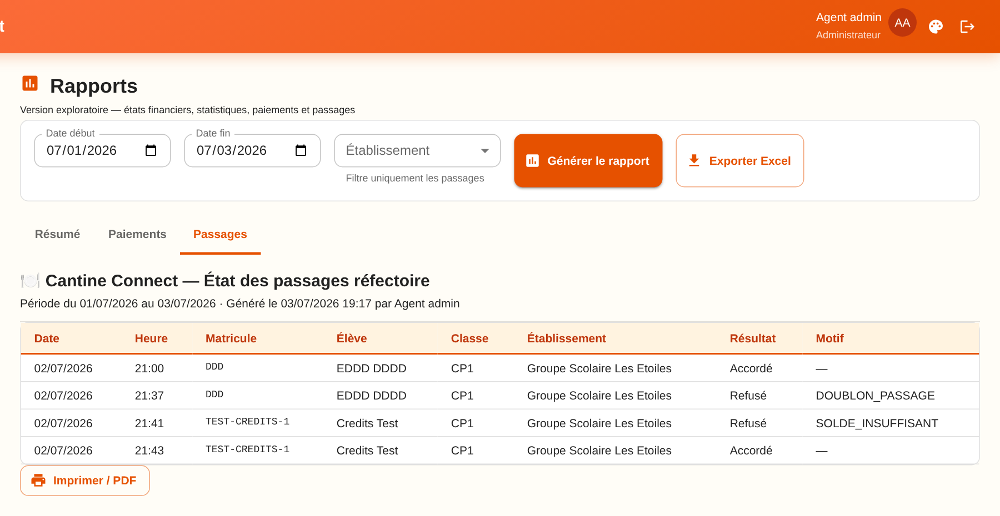 t
Agent admin
AA
Administrateur
Rapports
Version exploratoire — états financiers, statistiques, paiements et passages
Date début
Date fin
07/01/2026
07/03/2026
Établissement
Générer le rapport
Exporter Excel
Filtre uniquement les passages
Résumé Paiements Passages
🍽️ Cantine Connect — État des passages réfectoire
Période du 01/07/2026 au 03/07/2026 · Généré le 03/07/2026 19:17 par Agent admin
Date Heure Matricule Élève Classe Établissement Résultat Motif
02/07/2026 21:00 DDD EDDD DDDD CP1 Groupe Scolaire Les Etoiles Accordé —
02/07/2026 21:37 DDD EDDD DDDD CP1 Groupe Scolaire Les Etoiles Refusé DOUBLON_PASSAGE
02/07/2026 21:41 TEST-CREDITS-1 Credits Test CP1 Groupe Scolaire Les Etoiles Refusé SOLDE_INSUFFISANT
02/07/2026 21:43 TEST-CREDITS-1 Credits Test CP1 Groupe Scolaire Les Etoiles Accordé —
Imprimer / PDF